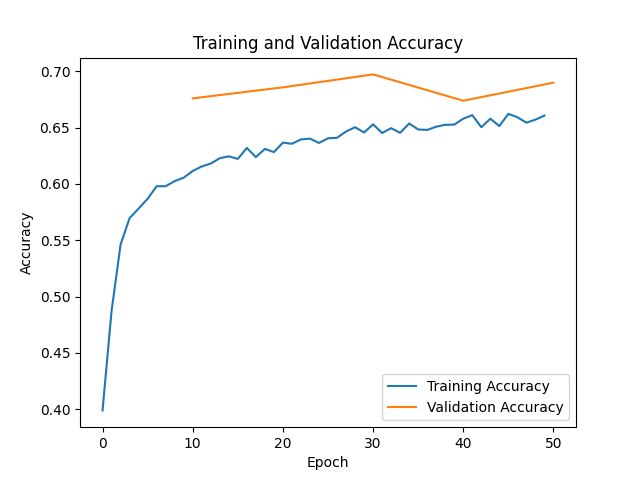 Training and Validation Accuracy
0.70
0.65
0.60
0.55
0.50
0.45
0.40
Accuracy
Training Accuracy
Validation Accuracy
0 10 20 30 40 50
Epoch